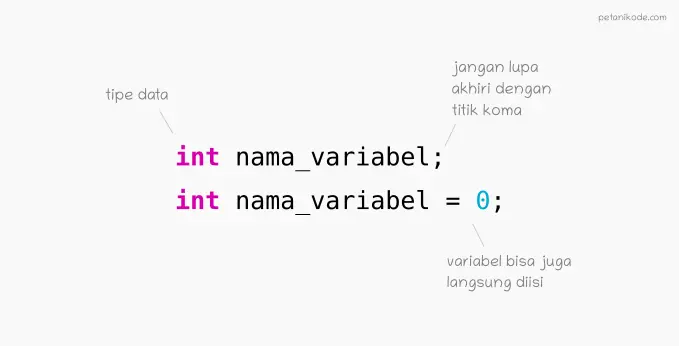 petanikode.com
jangan lupa
akhiri dengan
titik koma
tipe data
int nama_variabel;
int nama_variabel = 0;
variabel bisa juga
langsung diisi